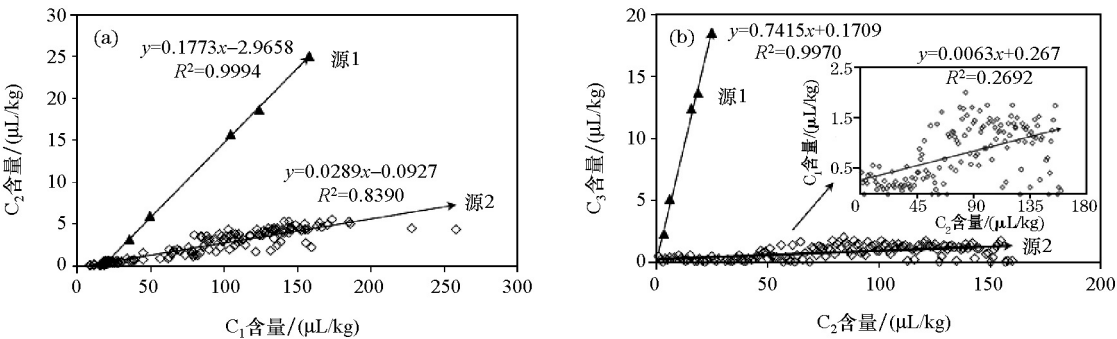 (a)
y=0.1773x−2.9658
R²=0.9994
源1
y=0.0289x−0.0927
R²=0.8390
源2
C₂含量/(μL/kg)
30
25
20
15
10
5
0
0 50 100 150 200 250 300
C₁含量/(μL/kg)
(b)
y=0.7415x+0.1709
R²=0.9970
源1
y=0.0063x+0.267
R²=0.2692
C₁含量/(μL/kg)
2.5
1.5
0.5
0 45 90 135 180
C₂含量/(μL/kg)
源2
C₃含量/(μL/kg)
20
15
10
5
0
0 50 100 150 200
C₂含量/(μL/kg)